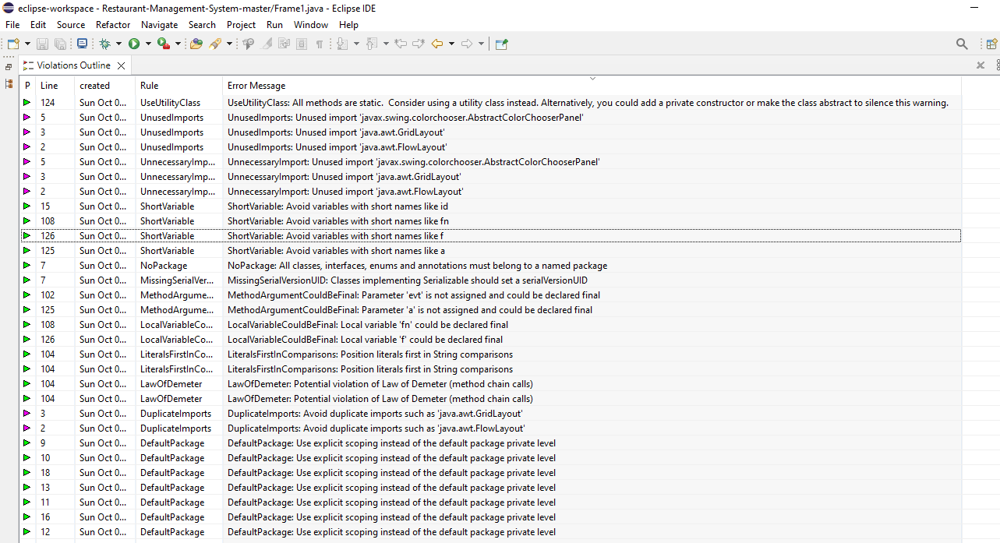 eclipse-workspace - Restaurant-Management-System-master/Frame1.java - Eclipse IDE
File Edit Source Refactor Navigate Search Project Run Window Help
Violations Outline
P Line created Rule Error Message
124 Sun Oct 0... UseUtilityClass UseUtilityClass: All methods are static.  Consider using a utility class instead. Alternatively, you could add a private constructor or make the class abstract to silence this warning.
5 Sun Oct 0... UnusedImports UnusedImports: Unused import 'javax.swing.colorchooser.AbstractColorChooserPanel'
3 Sun Oct 0... UnusedImports UnusedImports: Unused import 'java.awt.GridLayout'
2 Sun Oct 0... UnusedImports UnusedImports: Unused import 'java.awt.FlowLayout'
5 Sun Oct 0... UnnecessaryImp... UnnecessaryImport: Unused import 'javax.swing.colorchooser.AbstractColorChooserPanel'
3 Sun Oct 0... UnnecessaryImp... UnnecessaryImport: Unused import 'java.awt.GridLayout'
2 Sun Oct 0... UnnecessaryImp... UnnecessaryImport: Unused import 'java.awt.FlowLayout'
15 Sun Oct 0... ShortVariable ShortVariable: Avoid variables with short names like id
108 Sun Oct 0... ShortVariable ShortVariable: Avoid variables with short names like fn
126 Sun Oct 0... ShortVariable ShortVariable: Avoid variables with short names like f
125 Sun Oct 0... ShortVariable ShortVariable: Avoid variables with short names like a
7 Sun Oct 0... NoPackage NoPackage: All classes, interfaces, enums and annotations must belong to a named package
7 Sun Oct 0... MissingSerialVer... MissingSerialVersionUID: Classes implementing Serializable should set a serialVersionUID
102 Sun Oct 0... MethodArgume... MethodArgumentCouldBeFinal: Parameter 'evt' is not assigned and could be declared final
125 Sun Oct 0... MethodArgume... MethodArgumentCouldBeFinal: Parameter 'a' is not assigned and could be declared final
108 Sun Oct 0... LocalVariableCo... LocalVariableCouldBeFinal: Local variable 'fn' could be declared final
126 Sun Oct 0... LocalVariableCo... LocalVariableCouldBeFinal: Local variable 'f' could be declared final
104 Sun Oct 0... LiteralsFirstInCo... LiteralsFirstInComparisons: Position literals first in String comparisons
104 Sun Oct 0... LiteralsFirstInCo... LiteralsFirstInComparisons: Position literals first in String comparisons
104 Sun Oct 0... LawOfDemeter LawOfDemeter: Potential violation of Law of Demeter (method chain calls)
104 Sun Oct 0... LawOfDemeter LawOfDemeter: Potential violation of Law of Demeter (method chain calls)
3 Sun Oct 0... DuplicateImports DuplicateImports: Avoid duplicate imports such as 'java.awt.GridLayout'
2 Sun Oct 0... DuplicateImports DuplicateImports: Avoid duplicate imports such as 'java.awt.FlowLayout'
9 Sun Oct 0... DefaultPackage DefaultPackage: Use explicit scoping instead of the default package private level
10 Sun Oct 0... DefaultPackage DefaultPackage: Use explicit scoping instead of the default package private level
18 Sun Oct 0... DefaultPackage DefaultPackage: Use explicit scoping instead of the default package private level
13 Sun Oct 0... DefaultPackage DefaultPackage: Use explicit scoping instead of the default package private level
11 Sun Oct 0... DefaultPackage DefaultPackage: Use explicit scoping instead of the default package private level
16 Sun Oct 0... DefaultPackage DefaultPackage: Use explicit scoping instead of the default package private level
12 Sun Oct 0... DefaultPackage DefaultPackage: Use explicit scoping instead of the default package private level